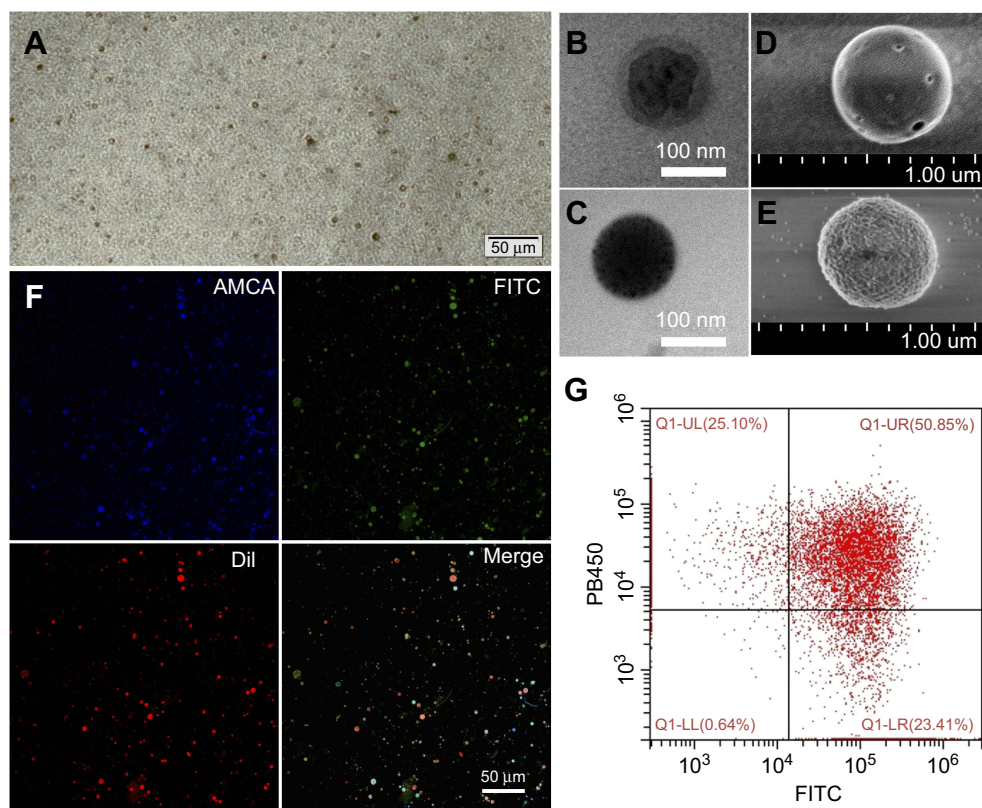 A
50 μm
B
100 nm
C
100 nm
D
1.00 um
E
1.00 um
F
AMCA
FITC
Dil
Merge
50 μm
G
Q1-UL(25.10%)
Q1-UR(50.85%)
Q1-LL(0.64%)
Q1-LR(23.41%)
PB450
10⁶
10⁵
10⁴
10³
10³
10⁴
10⁵
10⁶
FITC